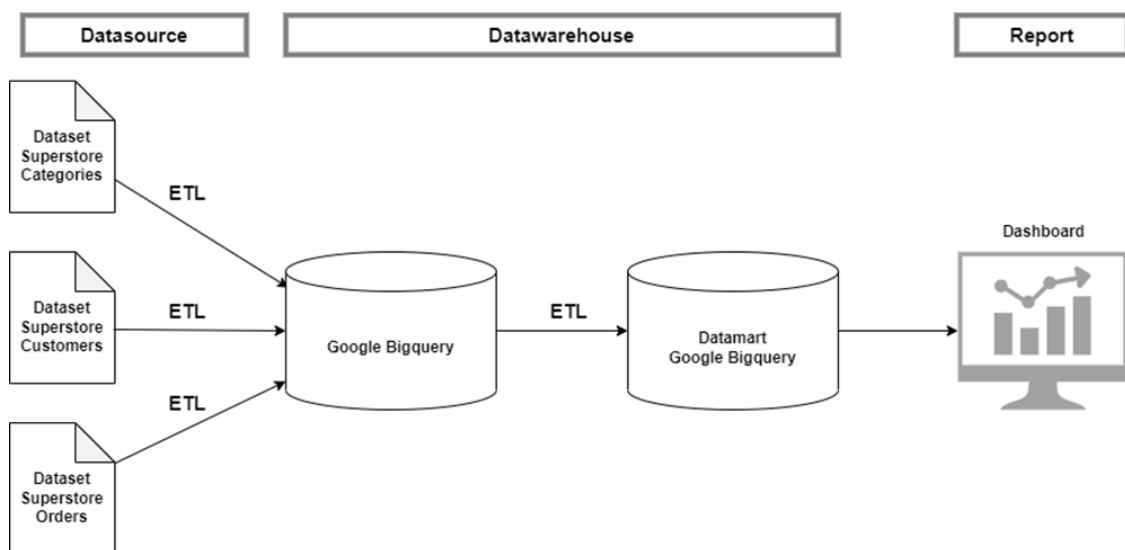 Datasource
Datawarehouse
Report
Dataset
Superstore
Categories
ETL
Dataset
Superstore
Customers
ETL
Dataset
Superstore
Orders
ETL
Google Bigquery
ETL
Datamart
Google Bigquery
Dashboard